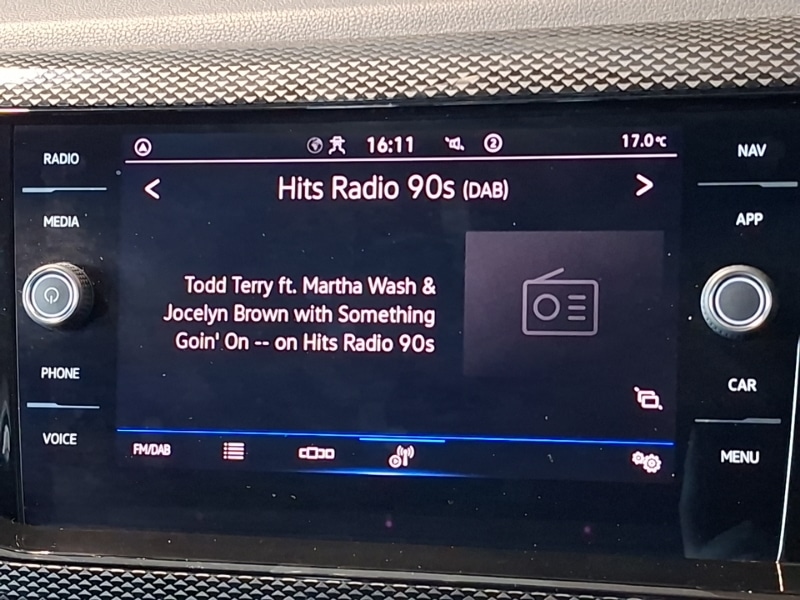 RADIO
MEDIA
PHONE
VOICE
16:11
2
17.0°C
Hits Radio 90s (DAB)
Todd Terry ft. Martha Wash &
Jocelyn Brown with Something
Goin' On -- on Hits Radio 90s
FM/DAB
NAV
APP
CAR
MENU